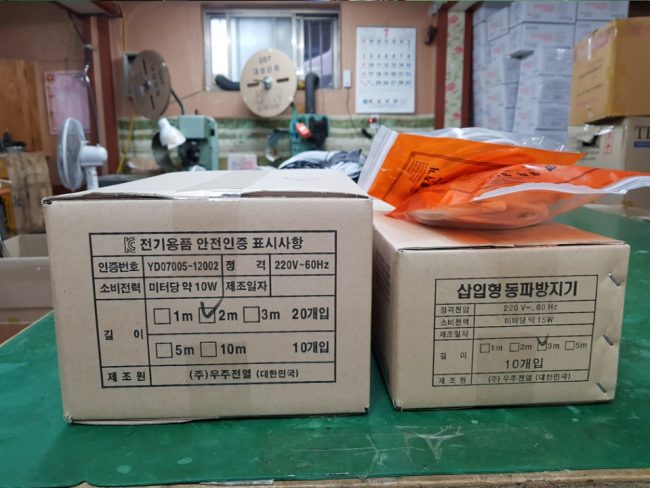 DST
7
전기용품 안전인증 표시사항
인증번호 YD07005-12002 정 격 220V~60Hz
소비전력 미터당 약 10W 제조일자
길 이 1m 2m 3m 20개입
5m 10m 10개입
제 조 원 (주)우주전열 (대한민국)
삽입형 동파방지기
정격전압 220 V~, 60 Hz
소비전력 미터당 약 15W
제조일자
길 이 1m 2m 3m 5m
10개입
제 조 원 (주)우주전열 (대한민국)